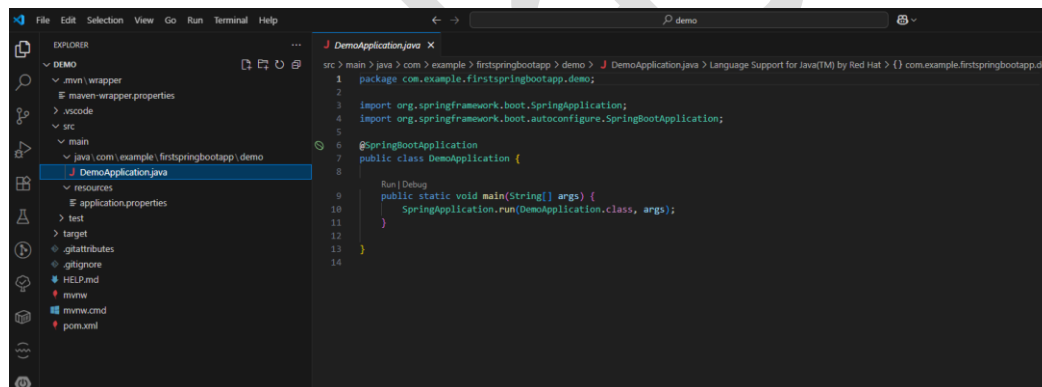 File Edit Selection View Go Run Terminal Help
demo
EXPLORER
DEMO
.mvn \ wrapper
maven-wrapper.properties
.vscode
src
main
java \ com \ example \ firstspringbootapp \ demo
DemoApplication.java
resources
application.properties
test
target
.gitattributes
.gitignore
HELP.md
mvnw
mvnw.cmd
pom.xml
DemoApplication.java
src > main > java > com > example > firstspringbootapp > demo > DemoApplication.java > Language Support for Java(TM) by Red Hat > {} com.example.firstspringbootapp.d
1 package com.example.firstspringbootapp.demo;
2
3 import org.springframework.boot.SpringApplication;
4 import org.springframework.boot.autoconfigure.SpringBootApplication;
5
6 @SpringBootApplication
7 public class DemoApplication {
8
Run | Debug
9 public static void main(String[] args) {
10 SpringApplication.run(DemoApplication.class, args);
11 }
12
13 }
14